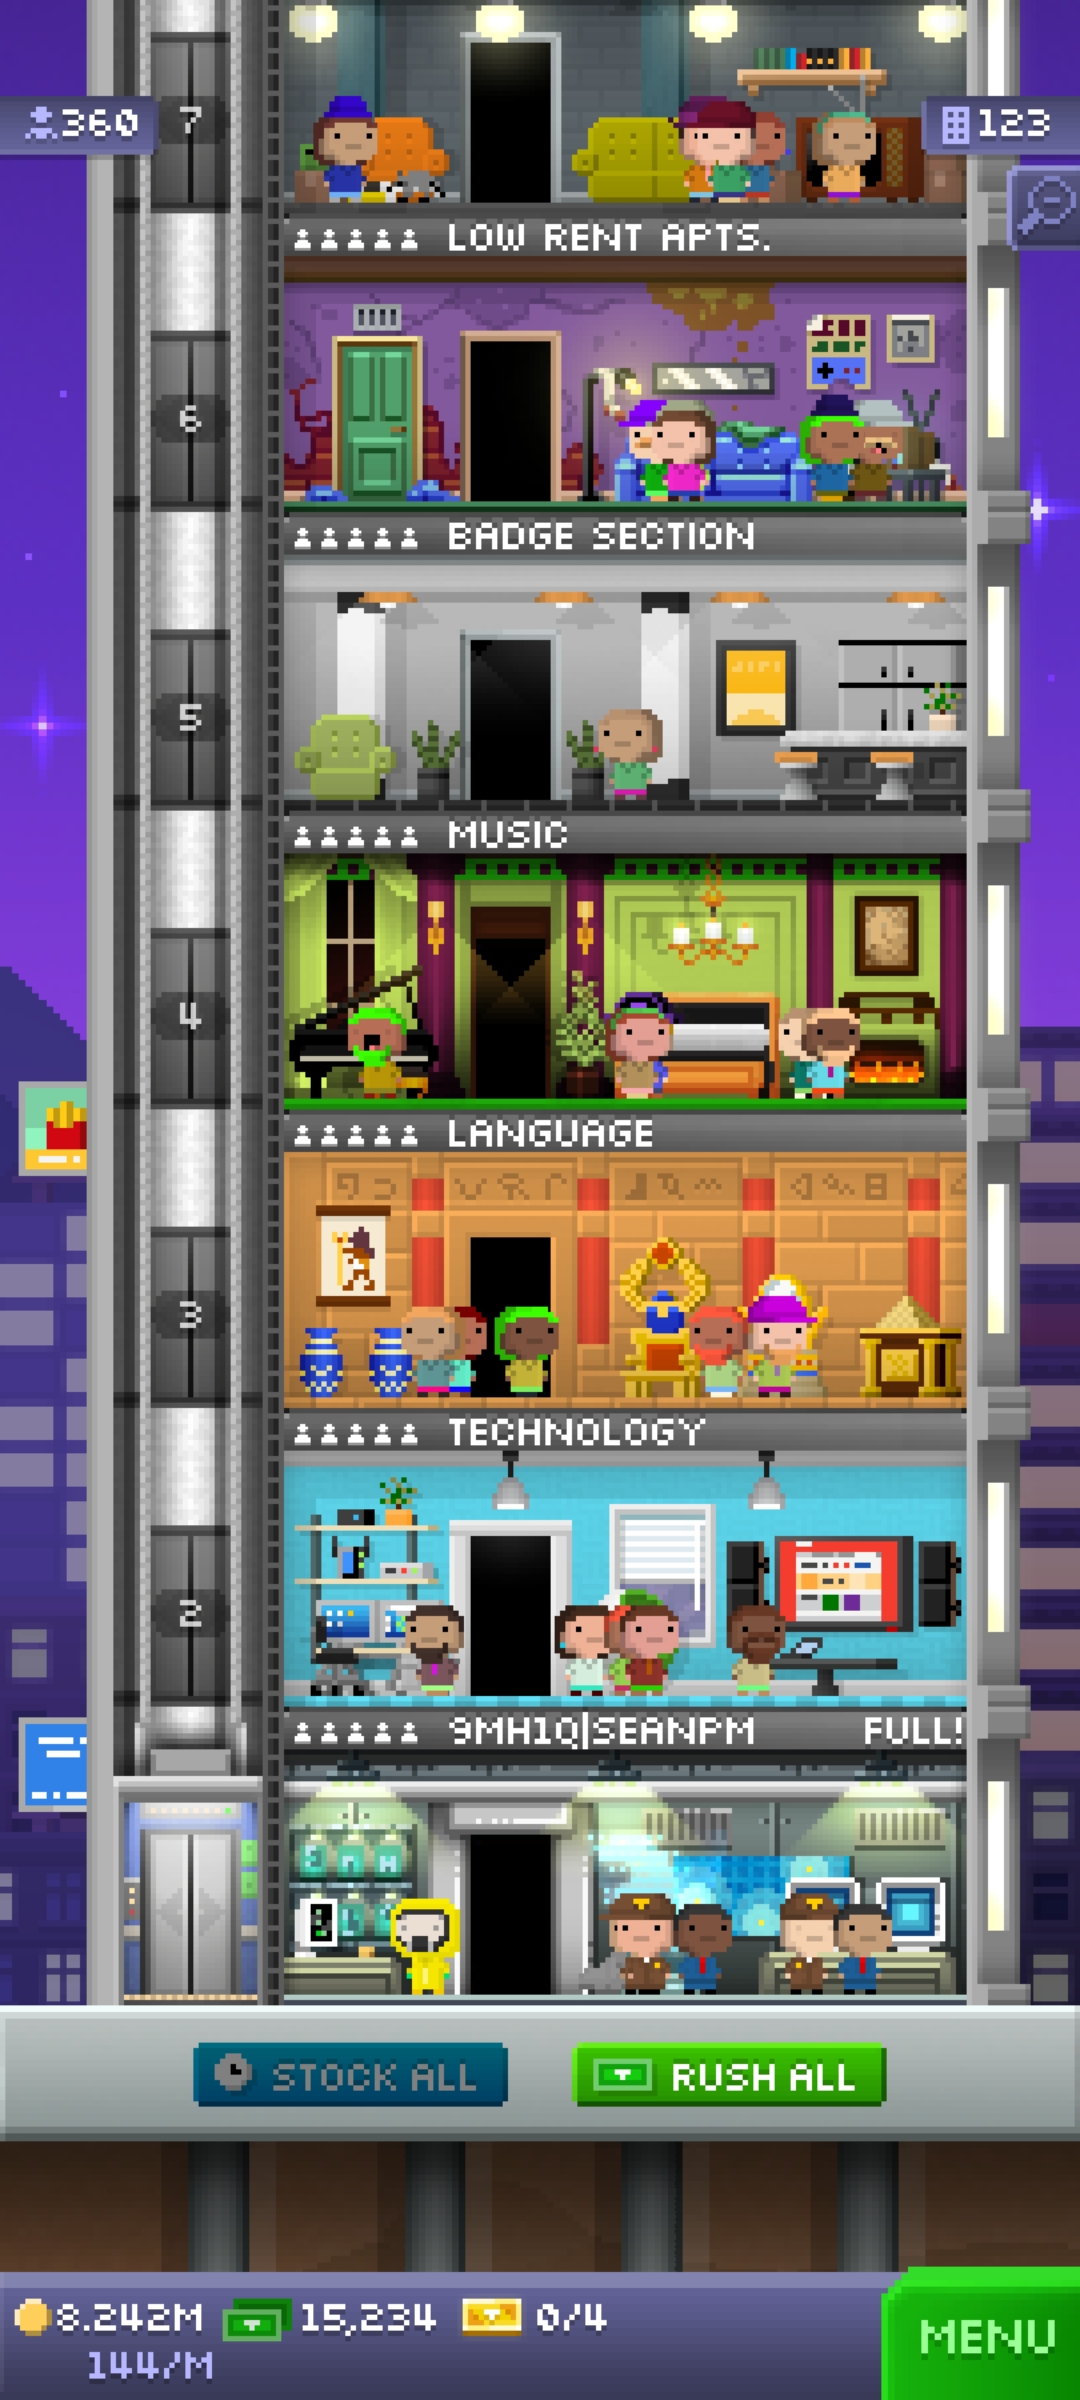 360
7
123
LOW RENT APTS.
6
BADGE SECTION
5
MUSIC
4
LANGUAGE
3
TECHNOLOGY
2
9MH1Q|SEANPM FULL!
STOCK ALL
RUSH ALL
8.242M 15,234 0/4
144/M
MENU